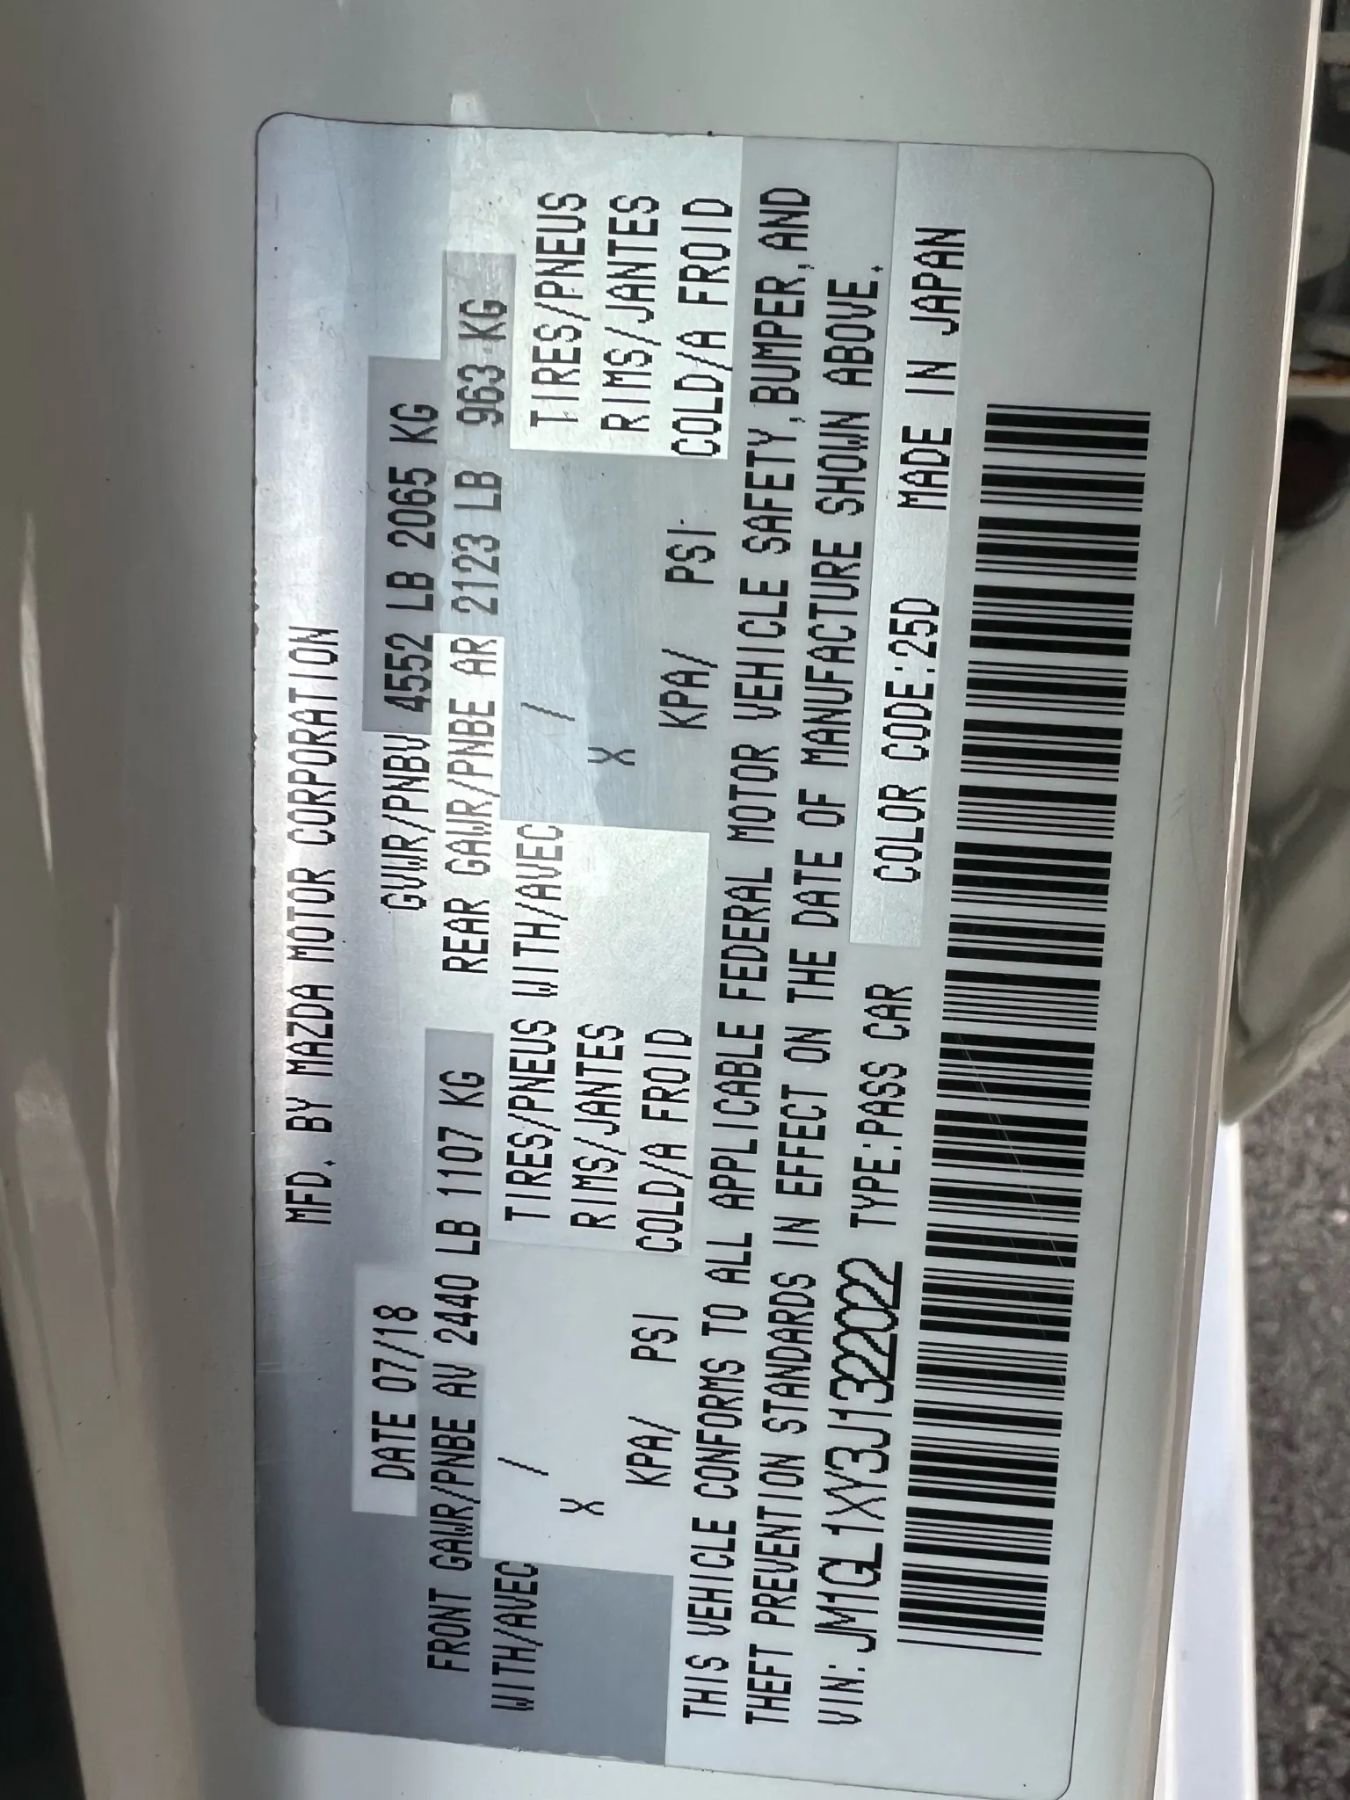 MFD. BY MAZDA MOTOR CORPORATION
DATE 07/18 GVWR/PNBV 4552 LB 2065 KG
FRONT GAWR/PNBE AV 2440 LB 1107 KG REAR GAWR/PNBE AR 2123 LB 963 KG
WITH/AVEC / TIRES/PNEUS WITH/AVEC / TIRES/PNEUS
X RIMS/JANTES X RIMS/JANTES
KPA/ PSI COLD/A FROID KPA/ PSI COLD/A FROID
THIS VEHICLE CONFORMS TO ALL APPLICABLE FEDERAL MOTOR VEHICLE SAFETY, BUMPER, AND
THEFT PREVENTION STANDARDS IN EFFECT ON THE DATE OF MANUFACTURE SHOWN ABOVE.
VIN: JM1GL1XY3J1322022 TYPE:PASS CAR COLOR CODE:25D MADE IN JAPAN